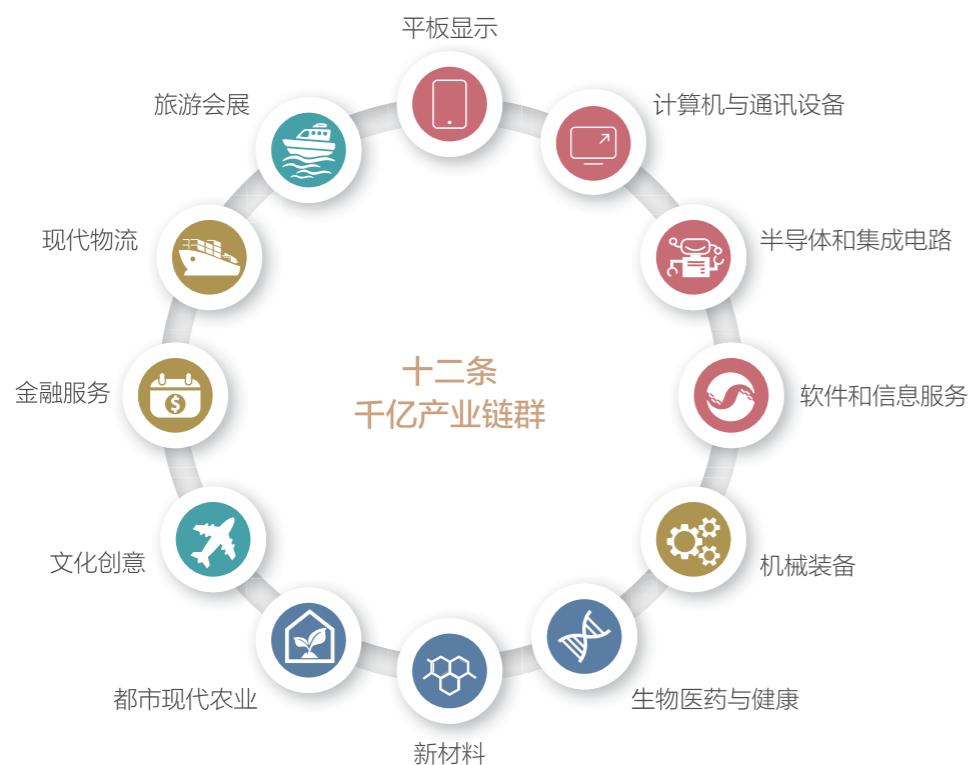 平板显示
计算机与通讯设备
半导体和集成电路
软件和信息服务
机械装备
生物医药与健康
新材料
都市现代农业
文化创意
金融服务
现代物流
旅游会展
十二条
千亿产业链群
$